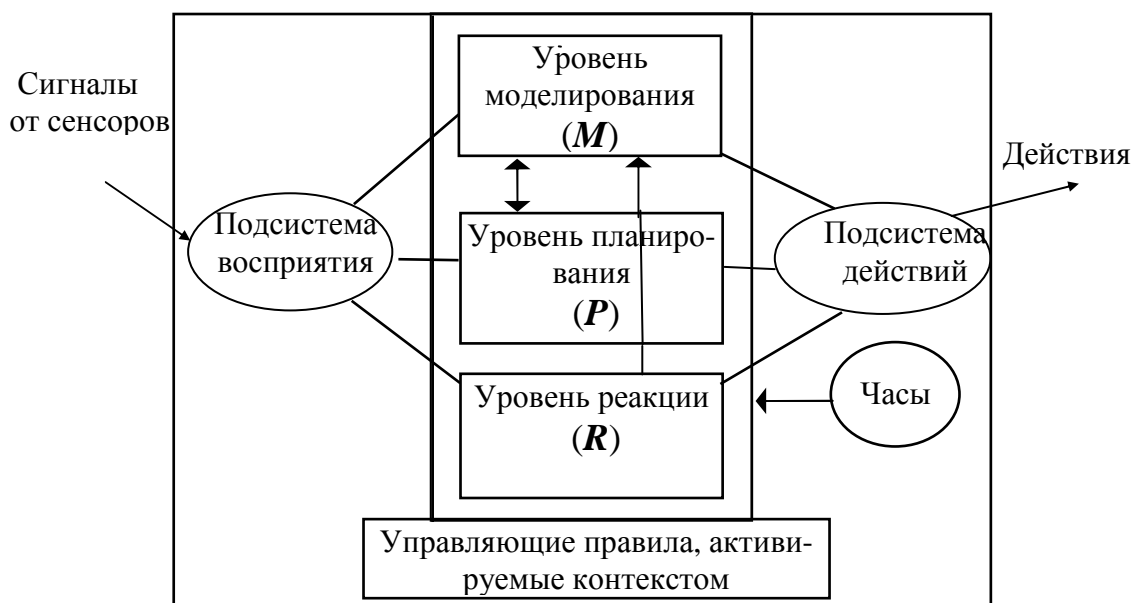 Уровень
моделирования
(M)
Сигналы
от сенсоров
Действия
Подсистема
восприятия
Уровень планиро-
вания
(P)
Подсистема
действий
Уровень реакции
(R)
Часы
Управляющие правила, активи-
руемые контекстом